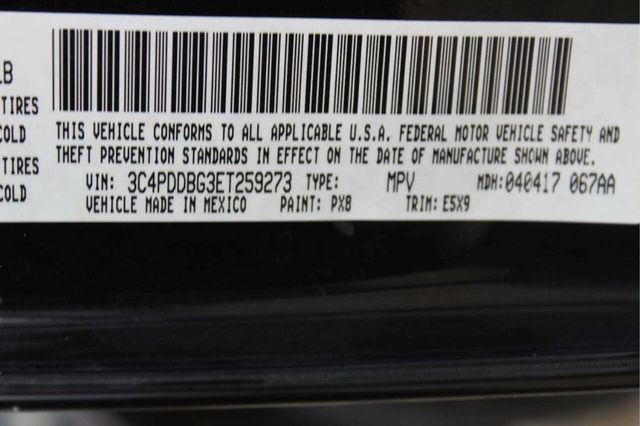 LB
TIRES
COLD
THIS VEHICLE CONFORMS TO ALL APPLICABLE U.S.A. FEDERAL MOTOR VEHICLE SAFETY AND
THEFT PREVENTION STANDARDS IN EFFECT ON THE DATE OF MANUFACTURE SHOWN ABOVE.
TIRES
COLD
VIN: 3C4PDDBG3ET259273 TYPE: MPV MDH:040417 067AA
VEHICLE MADE IN MEXICO PAINT: PX8 TRIM: E5X9